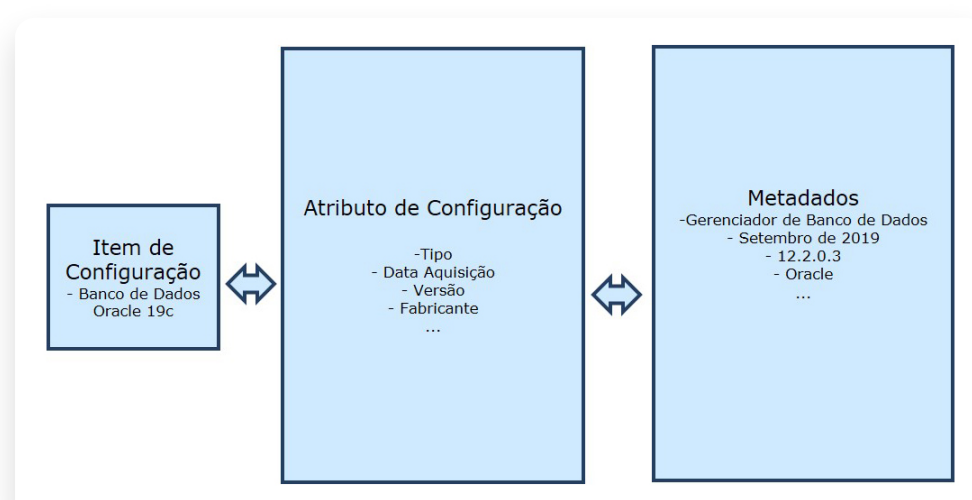 Item de
Configuração
- Banco de Dados
Oracle 19c
Atributo de Configuração
-Tipo
- Data Aquisição
- Versão
- Fabricante
...
Metadados
-Gerenciador de Banco de Dados
- Setembro de 2019
- 12.2.0.3
- Oracle
...